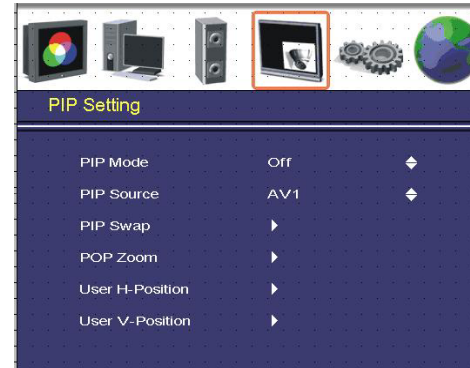 PIP Setting
PIP Mode Off
PIP Source AV1
PIP Swap
POP Zoom
User H-Position
User V-Position